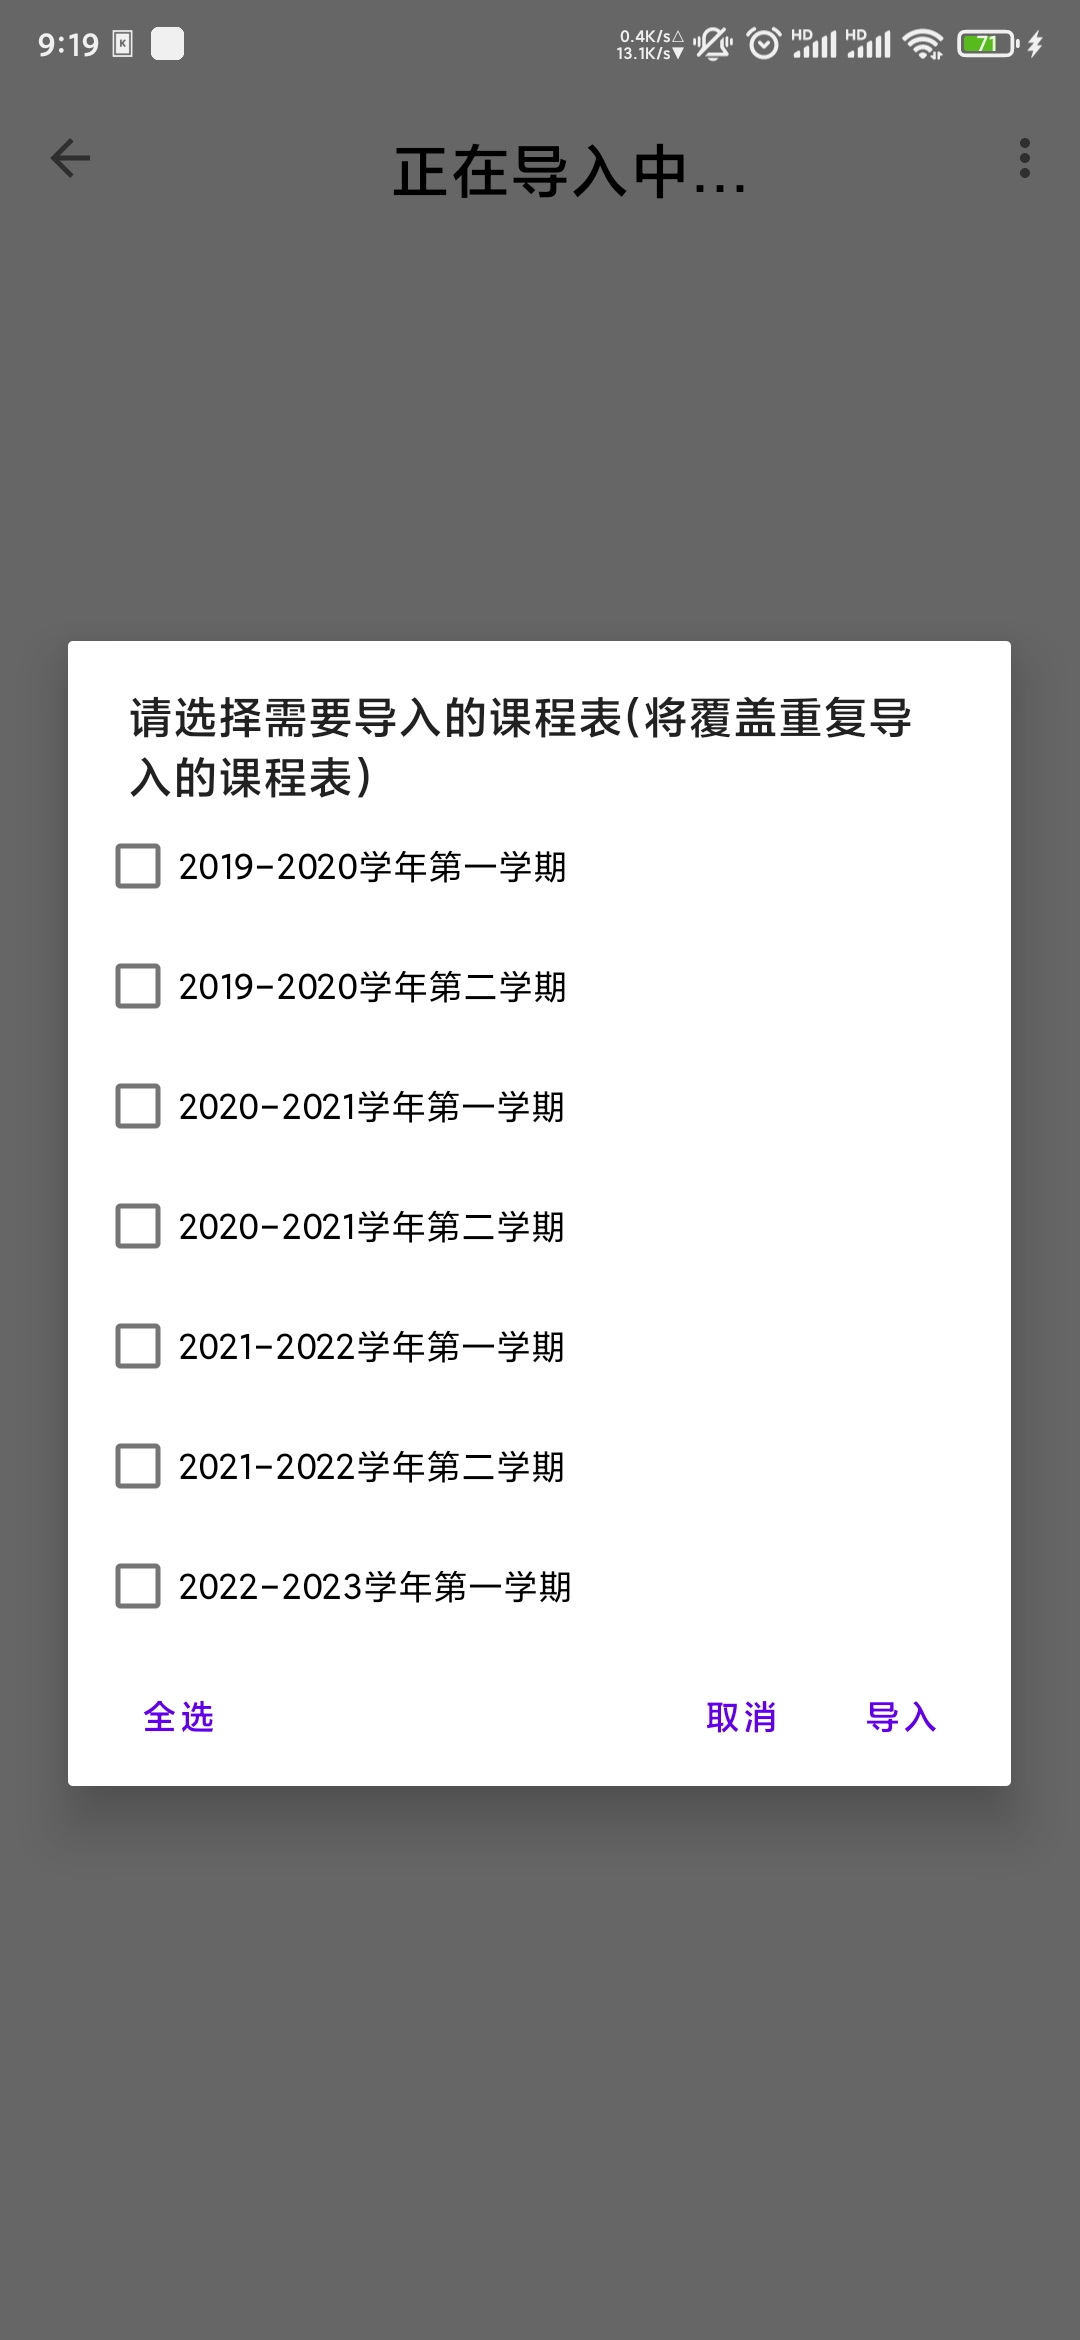 9:19
0.4K/s△
13.1K/s▼
HD
HD
71
正在导入中...
请选择需要导入的课程表(将覆盖重复导
入的课程表)
2019-2020学年第一学期
2019-2020学年第二学期
2020-2021学年第一学期
2020-2021学年第二学期
2021-2022学年第一学期
2021-2022学年第二学期
2022-2023学年第一学期
全选 取消 导入